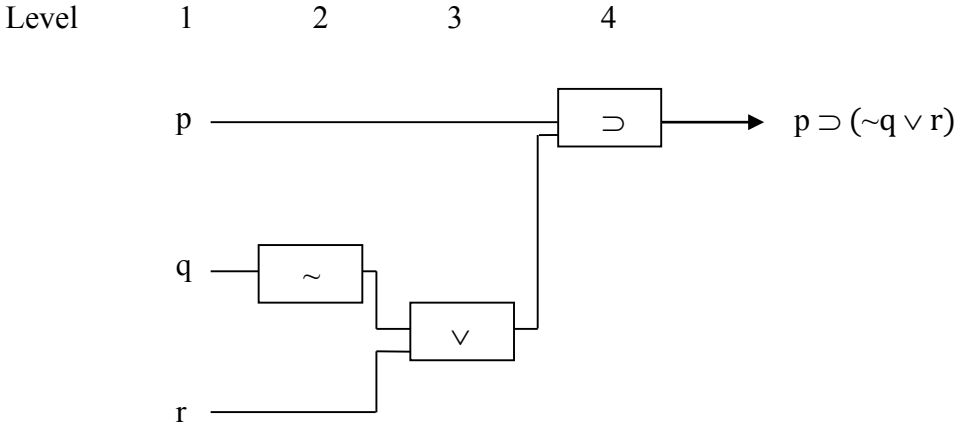 Level 1 2 3 4
p ⊃ p ⊃ (~q ∨ r)
q ~
∨
r